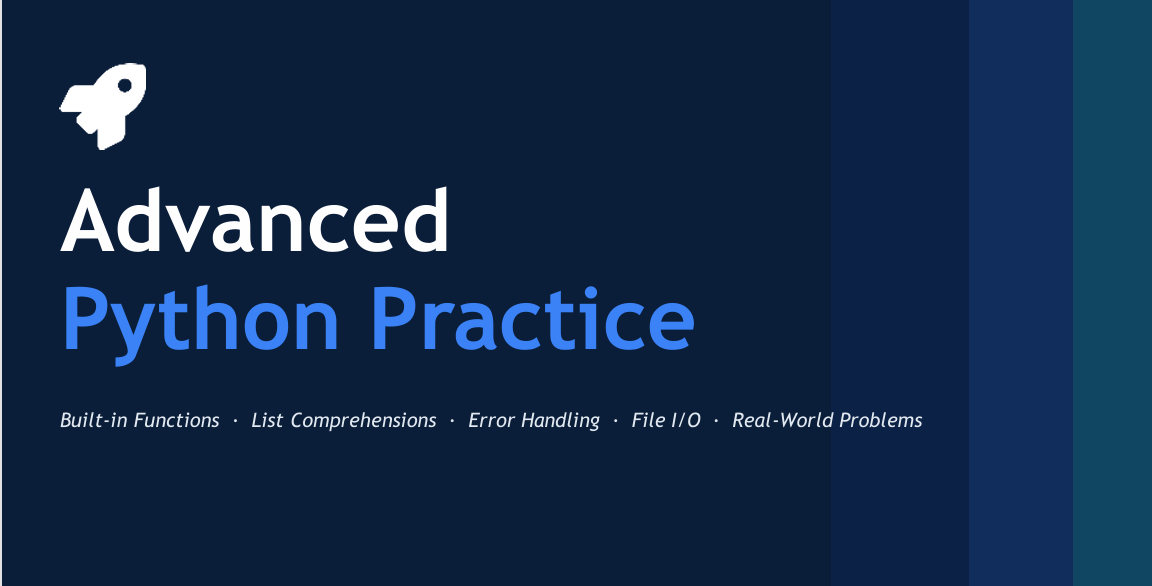 Advanced
Python Practice
Built-in Functions · List Comprehensions · Error Handling · File I/O · Real-World Problems